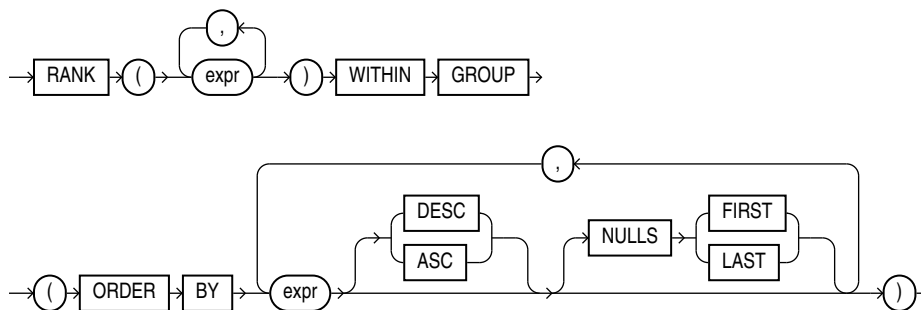 ,
RANK ( expr ) WITHIN GROUP
,
DESC FIRST
NULLS
ASC LAST
( ORDER BY expr )